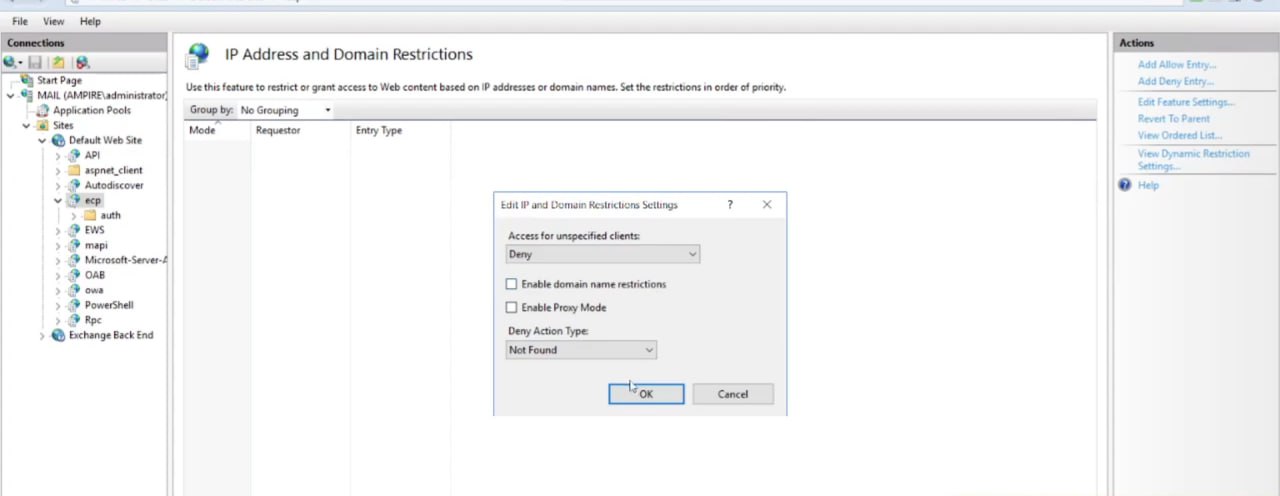 File View Help
Connections
IP Address and Domain Restrictions
Use this feature to restrict or grant access to Web content based on IP addresses or domain names. Set the restrictions in order of priority.
Group by: No Grouping
Mode Requestor Entry Type
Start Page
MAIL (AMPIRE\administrator)
Application Pools
Sites
Default Web Site
API
aspnet_client
Autodiscover
ecp
auth
EWS
mapi
Microsoft-Server-A
OAB
owa
PowerShell
Rpc
Exchange Back End
Edit IP and Domain Restrictions Settings ?
Access for unspecified clients:
Deny
Enable domain name restrictions
Enable Proxy Mode
Deny Action Type:
Not Found
OK Cancel
Actions
Add Allow Entry...
Add Deny Entry...
Edit Feature Settings...
Revert To Parent
View Ordered List...
View Dynamic Restriction
Settings...
Help